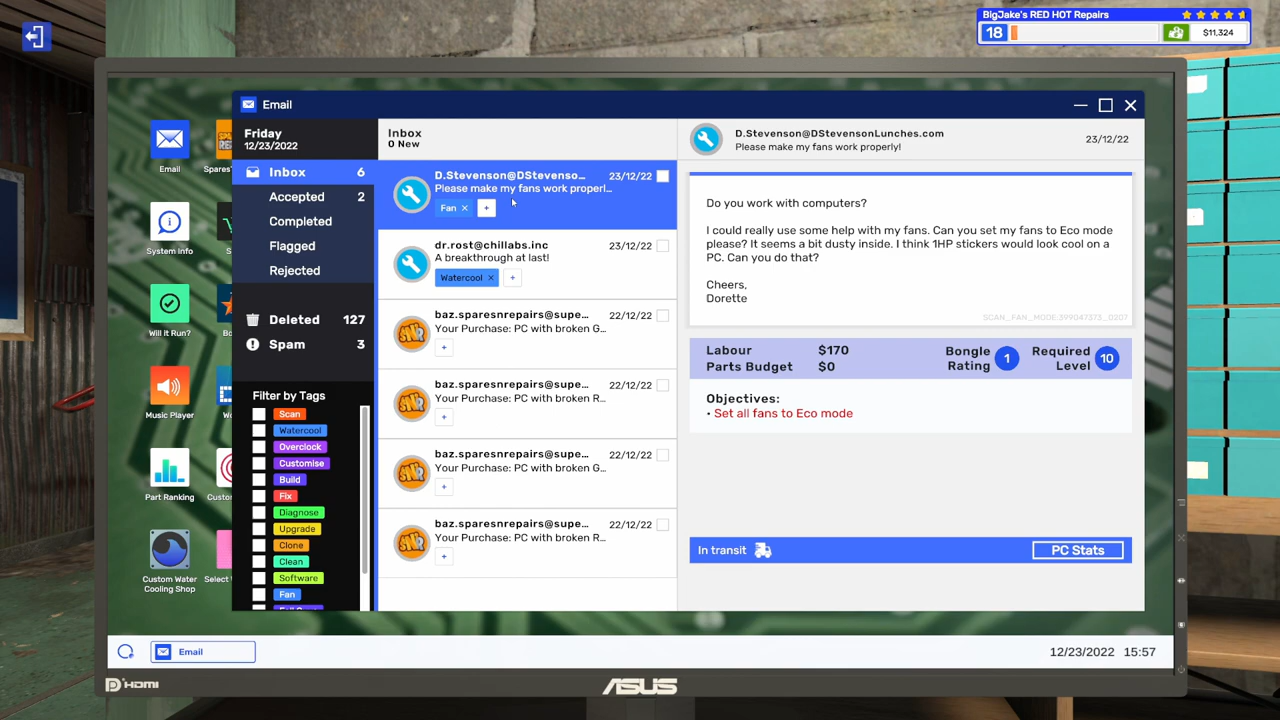 BigJake's RED HOT Repairs
18
$11,324
Email
Friday
12/23/2022
Inbox 6
Accepted 2
Completed
Flagged
Rejected
Deleted 127
Spam 3
Filter by Tags
Scan
Watercool
Overclock
Customise
Build
Fix
Diagnose
Upgrade
Clone
Clean
Software
Fan
Inbox
0 New
D.Stevenson@DStevenso... 23/12/22
Please make my fans work properl...
Fan × +
dr.rost@chillabs.inc 23/12/22
A breakthrough at last!
Watercool × +
baz.sparesnrepairs@supe... 22/12/22
Your Purchase: PC with broken G...
+
baz.sparesnrepairs@supe... 22/12/22
Your Purchase: PC with broken R...
+
baz.sparesnrepairs@supe... 22/12/22
Your Purchase: PC with broken G...
+
baz.sparesnrepairs@supe... 22/12/22
Your Purchase: PC with broken R...
+
D.Stevenson@DStevensonLunches.com 23/12/22
Please make my fans work properly!
Do you work with computers?
I could really use some help with my fans. Can you set my fans to Eco mode
please? It seems a bit dusty inside. I think 1HP stickers would look cool on a
PC. Can you do that?
Cheers,
Dorette
SCAN_FAN_MODE:399047373_0207
Labour $170
Parts Budget $0
Bongle
Rating 1
Required
Level 10
Objectives:
• Set all fans to Eco mode
In transit
PC Stats
Email
Spares
System Info
Will it Run?
Music Player
Part Ranking
Custom Water
Cooling Shop
Select
Email
12/23/2022 15:57
HDMI
ASUS